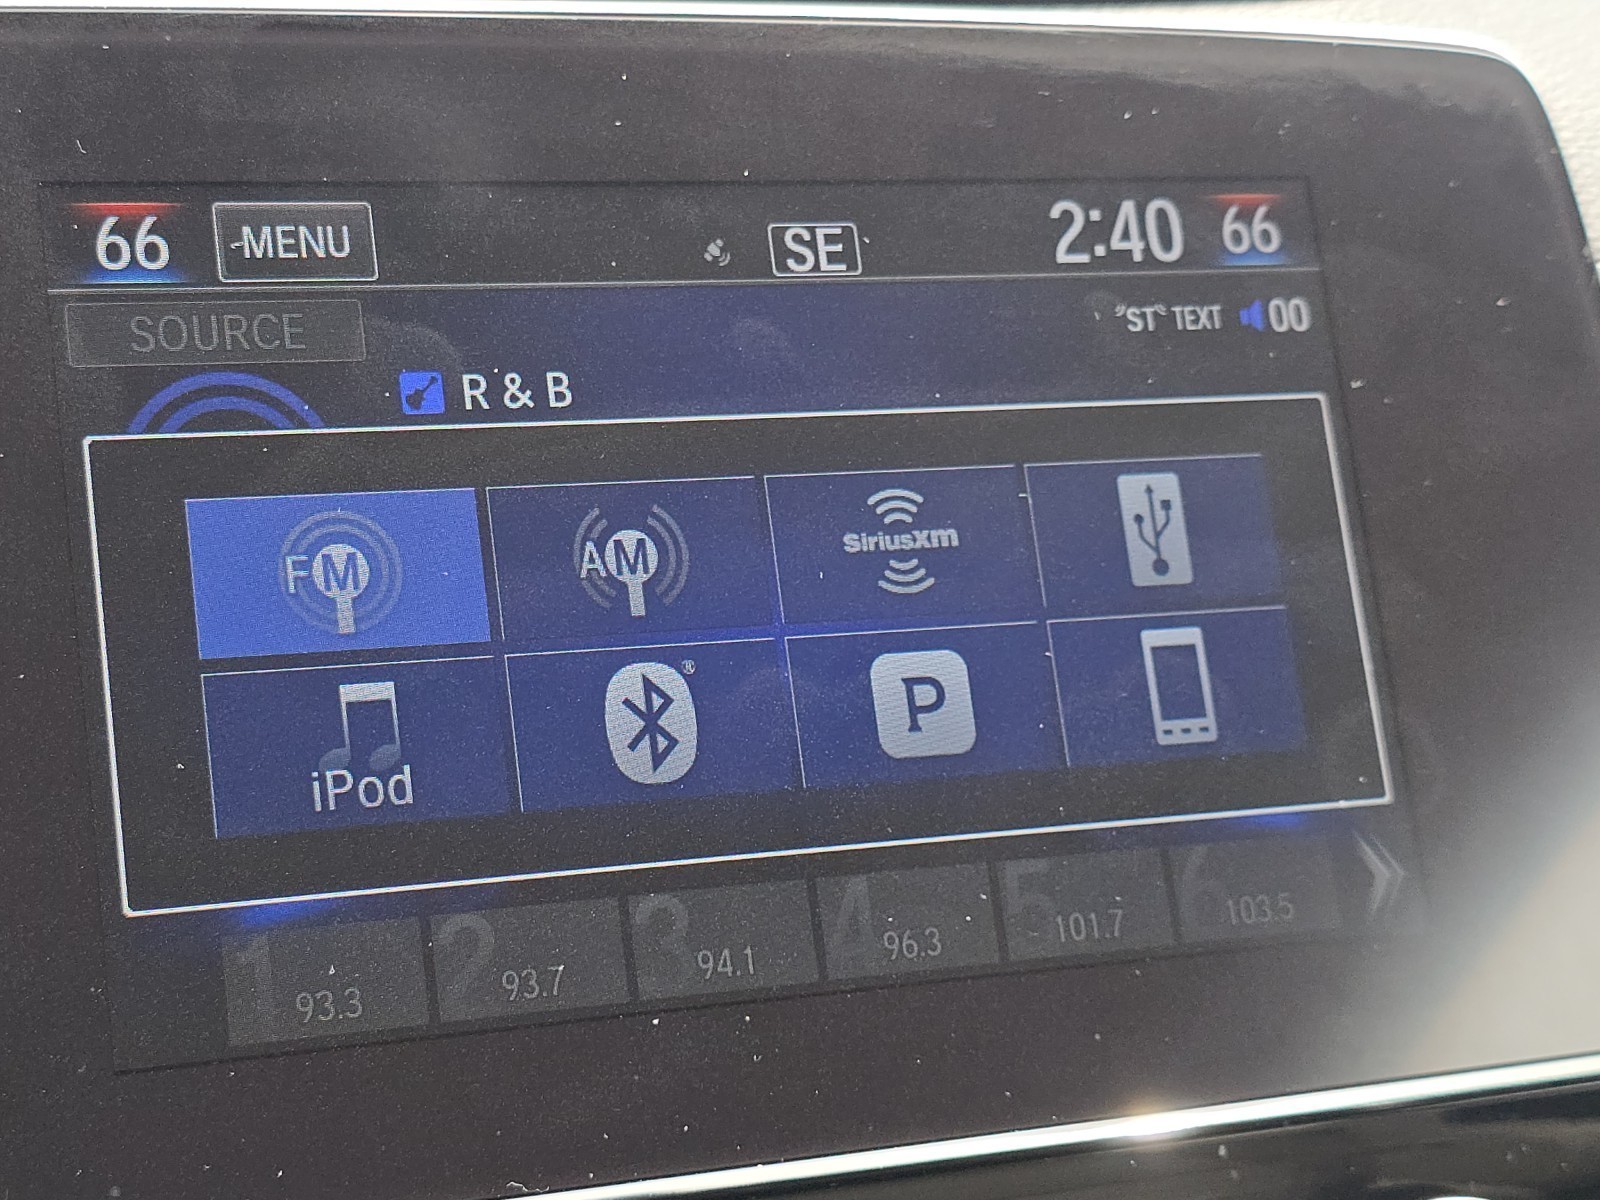 66 MENU SE 2:40 66
SOURCE
"ST" TEXT 00
R & B
FM AM SiriusXm
iPod ® P
1 93.3 2 93.7 3 94.1 4 96.3 5 101.7 6 103.5